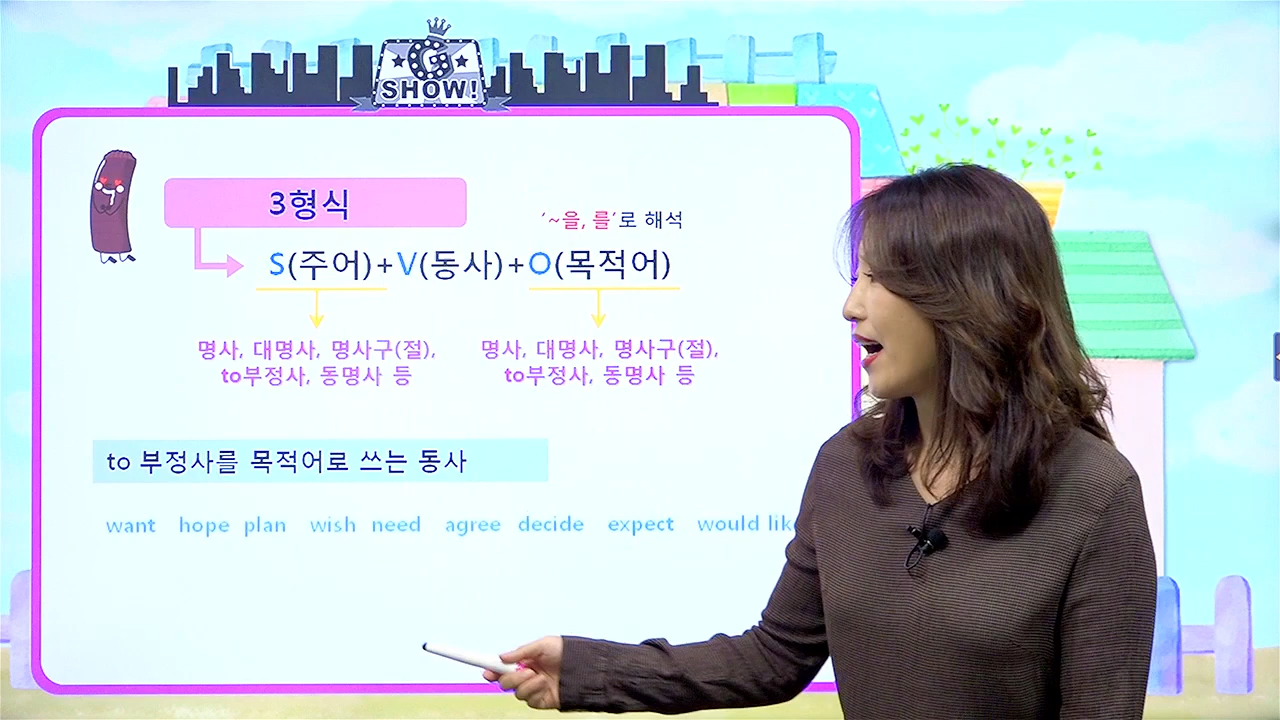 G
SHOW!
3형식
'~을, 를'로 해석
S(주어)+V(동사)+O(목적어)
명사, 대명사, 명사구(절), 명사, 대명사, 명사구(절),
to부정사, 동명사 등 to부정사, 동명사 등
to 부정사를 목적어로 쓰는 동사
want hope plan wish need agree decide expect would